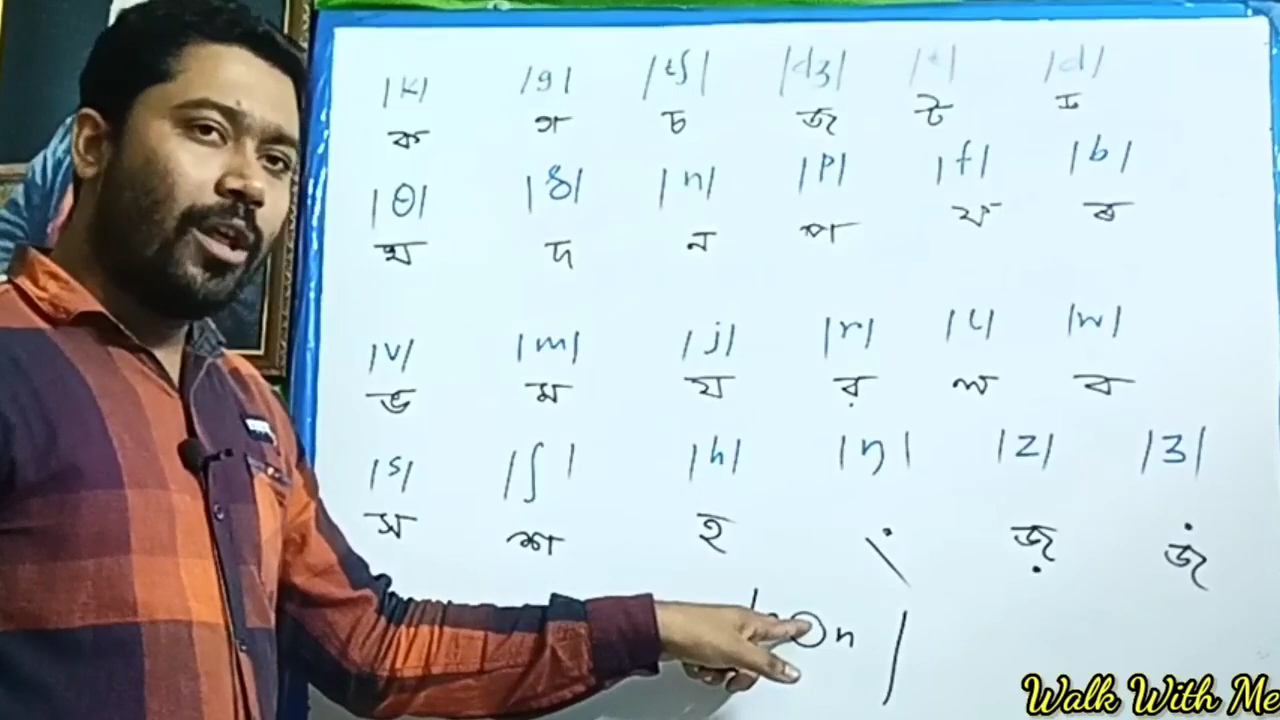 /k/ /g/ /tʃ/ /dʒ/ /t/ /d/
ক গ চ জ ট ড
/θ/ /ð/ /n/ /p/ /f/ /b/
থ দ ন প ফ ব
/v/ /m/ /j/ /r/ /l/ /w/
ভ ম য র ল ব
/s/ /ʃ/ /h/ /ŋ/ /z/ /ʒ/
স শ হ ং জ় জ়
n /
Walk With Me